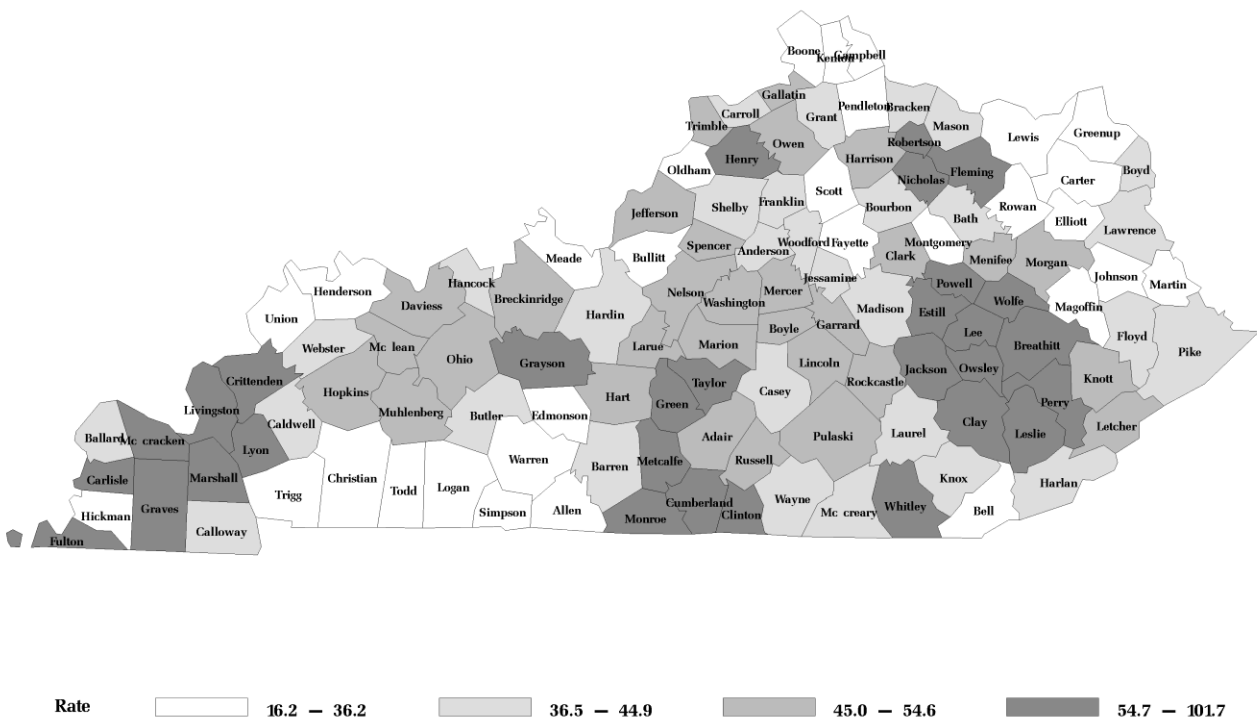 Boone
Kenton
Campbell
Gallatin
Pendleton
Bracken
Carroll
Grant
Trimble
Mason
Lewis
Greenup
Owen
Robertson
Henry
Harrison
Fleming
Boyd
Oldham
Nicholas
Carter
Scott
Shelby
Franklin
Bourbon
Rowan
Jefferson
Bath
Elliott
Lawrence
Woodford
Fayette
Montgomery
Spencer
Anderson
Clark
Menifee
Morgan
Meade
Bullitt
Johnson
Martin
Jessamine
Powell
Hancock
Henderson
Nelson
Mercer
Breckinridge
Washington
Wolfe
Daviess
Magoffin
Madison
Estill
Union
Hardin
Garrard
Boyle
Lee
Floyd
Marion
Breathitt
Larue
Mc lean
Webster
Pike
Ohio
Grayson
Lincoln
Jackson
Owsley
Knott
Crittenden
Taylor
Rockcastle
Casey
Hopkins
Hart
Perry
Green
Livingston
Muhlenberg
Butler
Edmonson
Caldwell
Clay
Letcher
Laurel
Leslie
Adair
Pulaski
Ballard
Mc cracken
Lyon
Warren
Russell
Metcalfe
Barren
Marshall
Carlisle
Christian
Knox
Harlan
Logan
Todd
Trigg
Wayne
Cumberland
Whitley
Graves
Allen
Bell
Simpson
Mc creary
Clinton
Hickman
Monroe
Calloway
Fulton
Rate 16.2 – 36.2 36.5 – 44.9 45.0 – 54.6 54.7 – 101.7